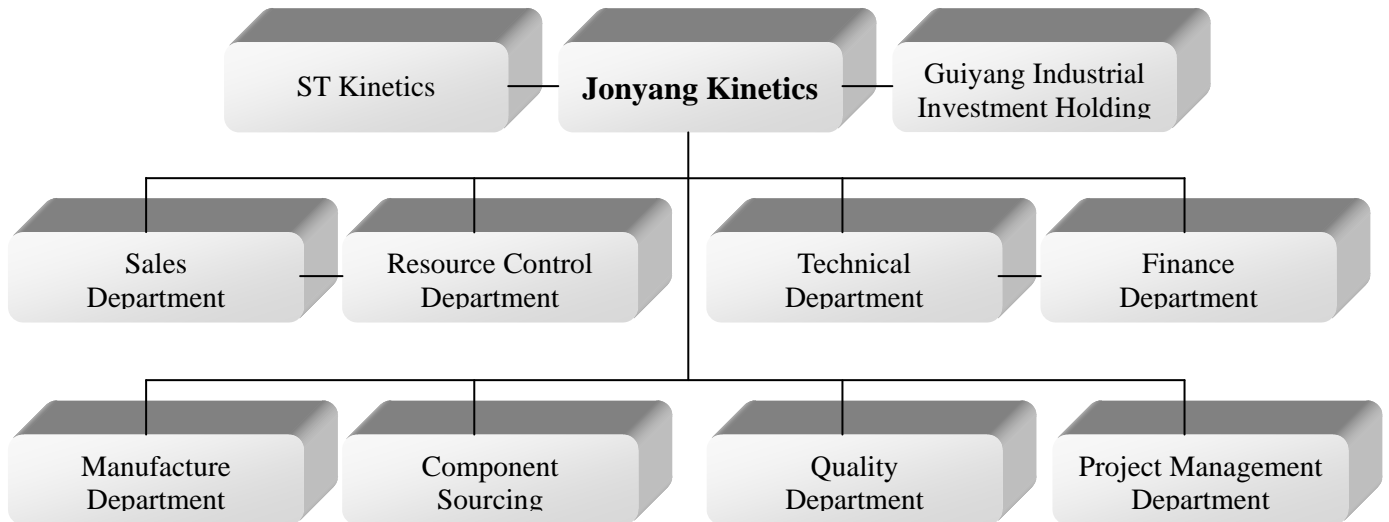 ST Kinetics
Jonyang Kinetics
Guiyang Industrial
Investment Holding
Sales
Department
Resource Control
Department
Technical
Department
Finance
Department
Manufacture
Department
Component
Sourcing
Quality
Department
Project Management
Department